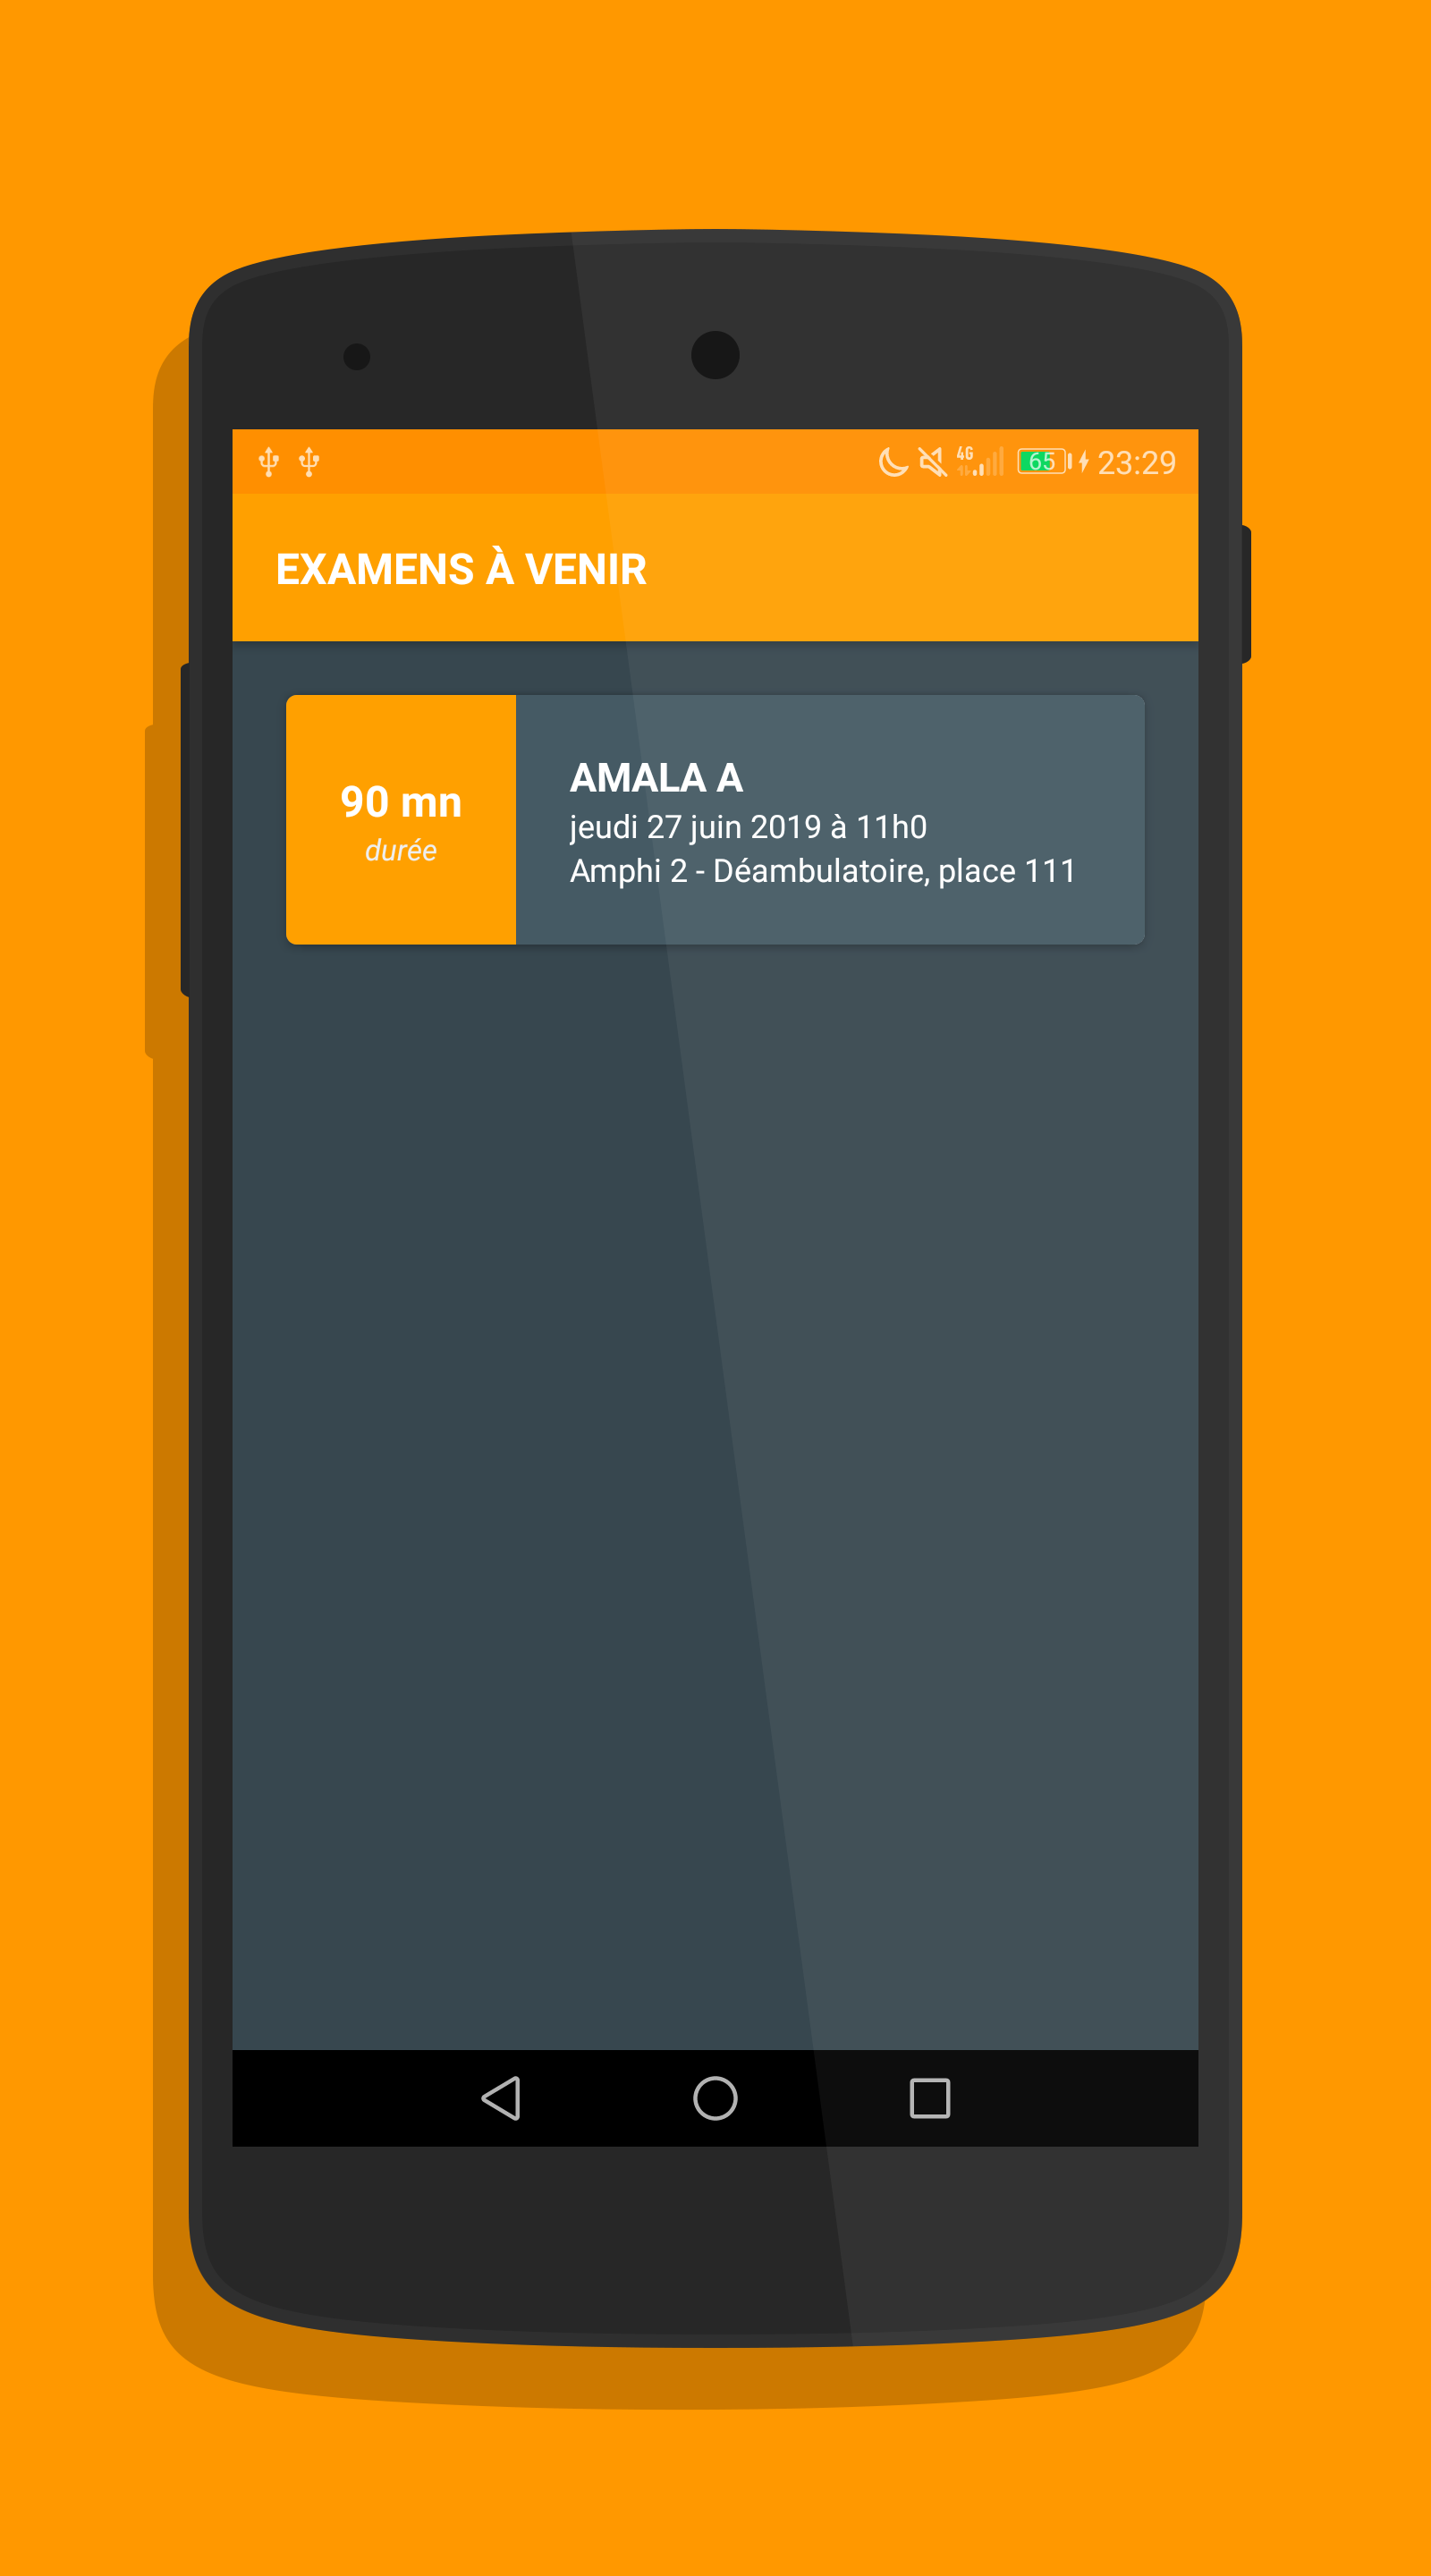 4G 65 23:29
EXAMENS À VENIR
90 mn
durée
AMALA A
jeudi 27 juin 2019 à 11h0
Amphi 2 - Déambulatoire, place 111